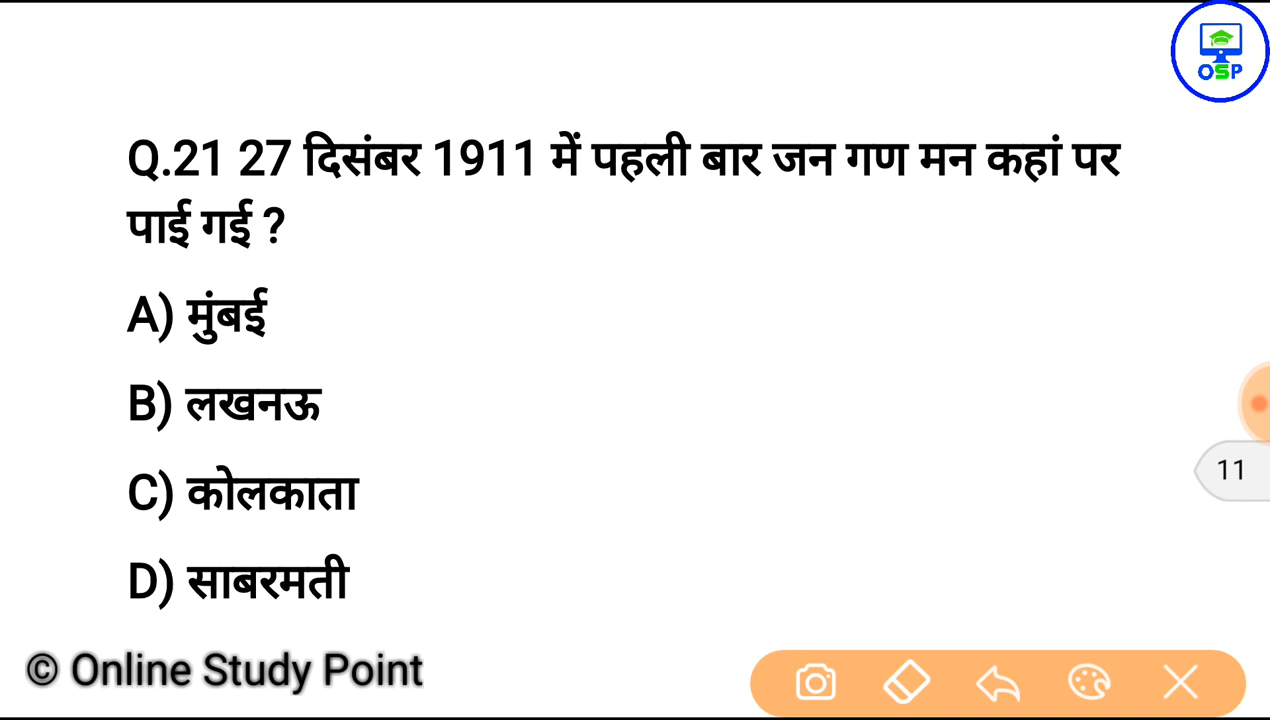 OSP
Q.21 27 दिसंबर 1911 में पहली बार जन गण मन कहां पर
पाई गई ?
A) मुंबई
B) लखनऊ
11
C) कोलकाता
D) साबरमती
© Online Study Point